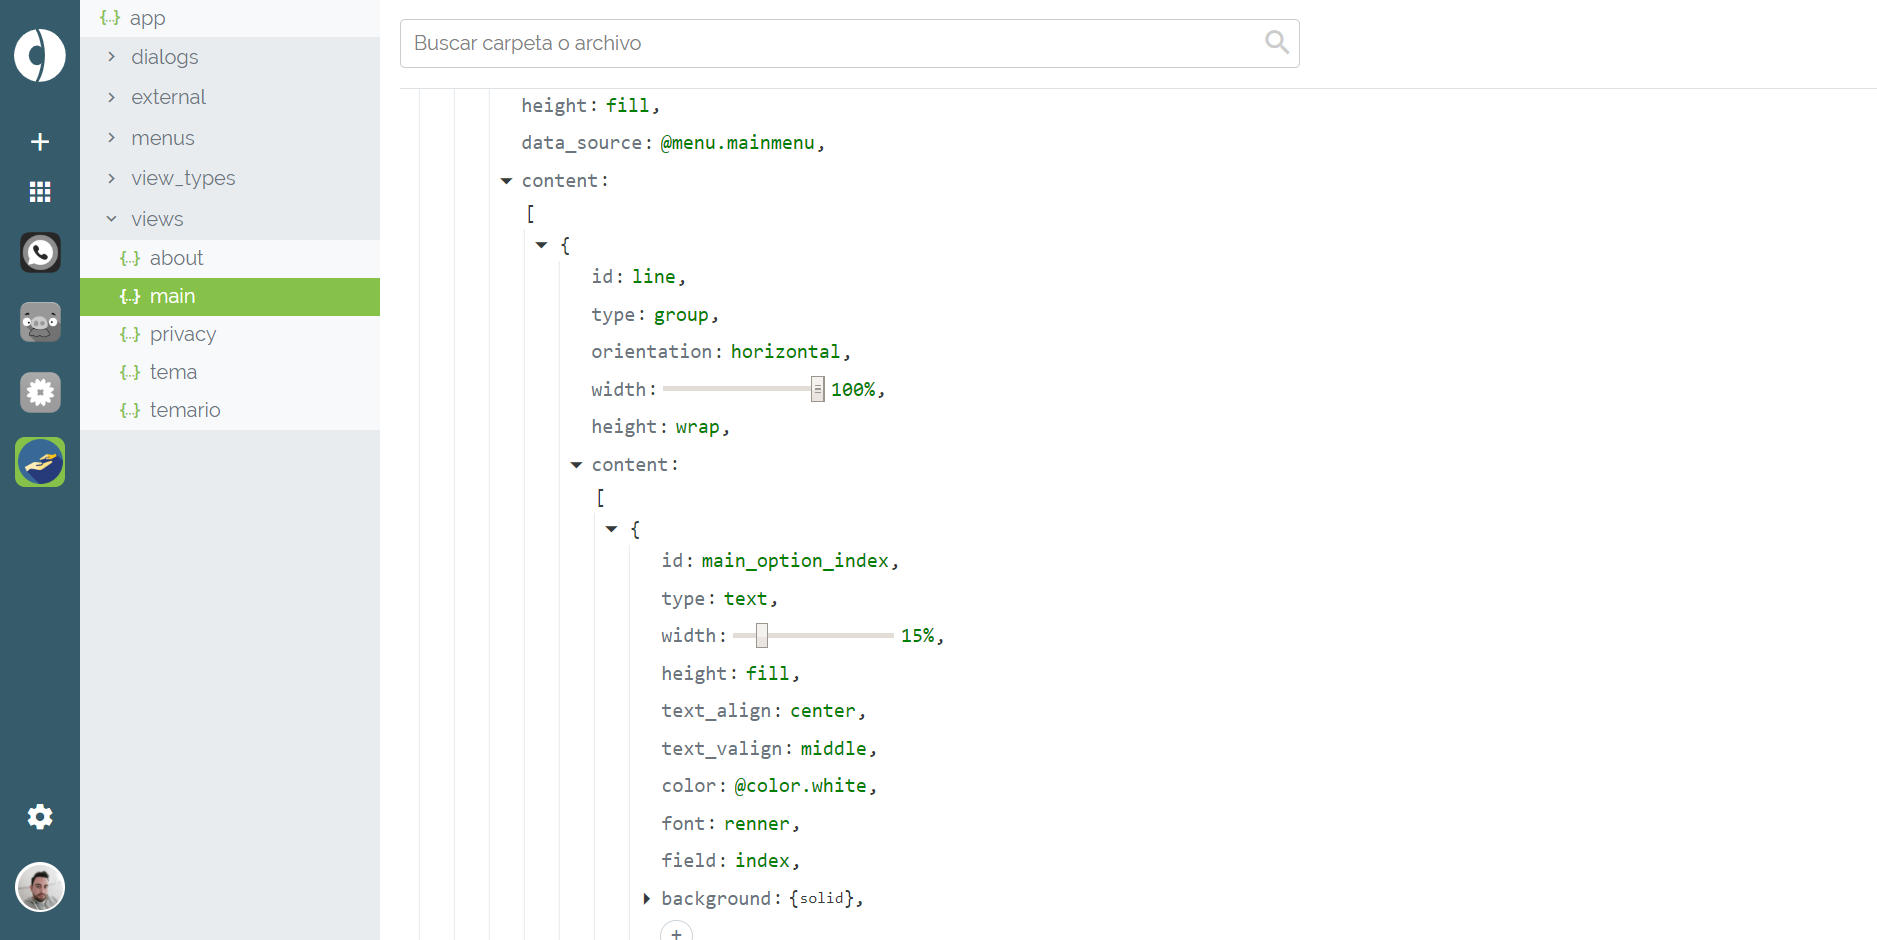 {..} app
dialogs
external
menus
view_types
views
{..} about
{..} main
{..} privacy
{..} tema
{..} temario
Buscar carpeta o archivo
height: fill,
data_source: @menu.mainmenu,
content:
[
{
id: line,
type: group,
orientation: horizontal,
width: 100%,
height: wrap,
content:
[
{
id: main_option_index,
type: text,
width: 15%,
height: fill,
text_align: center,
text_valign: middle,
color: @color.white,
font: renner,
field: index,
background: {solid},
+